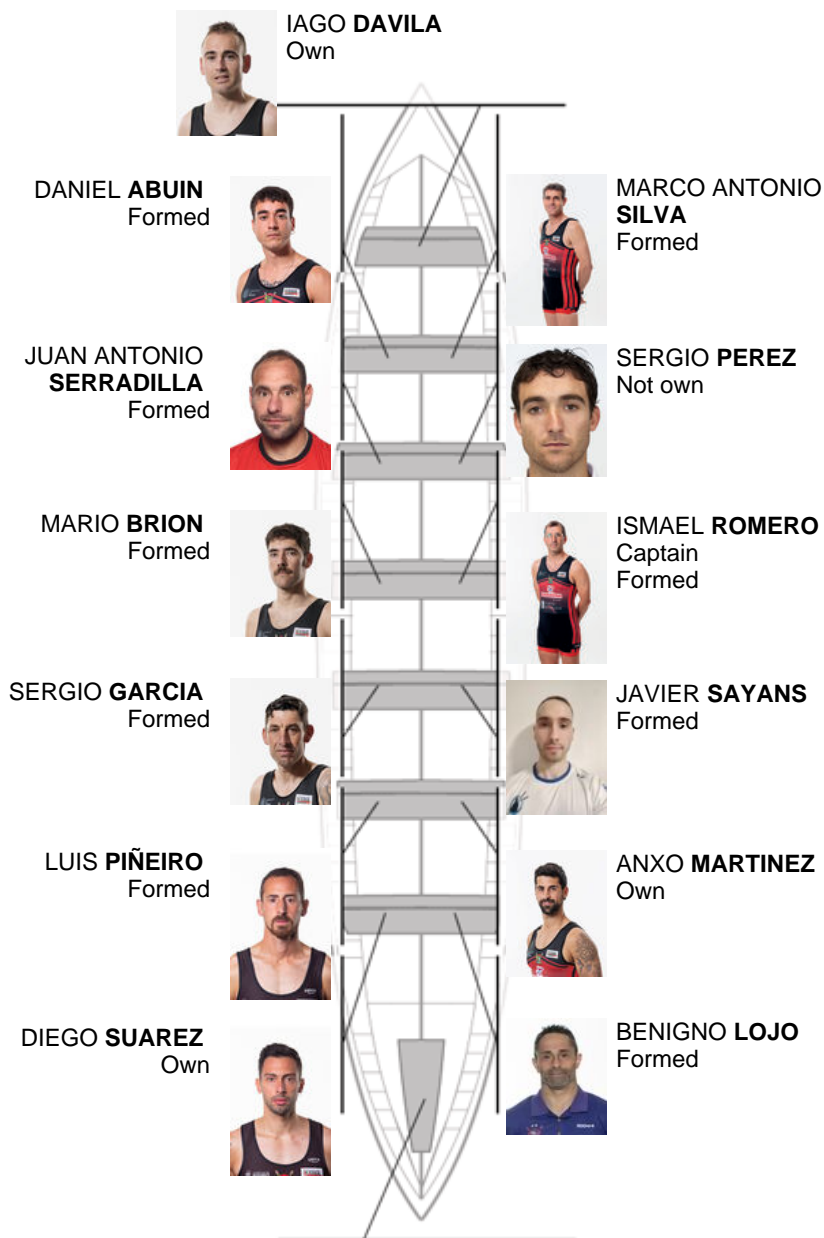 IAGO DAVILA
Own
DANIEL ABUIN
Formed
MARCO ANTONIO
SILVA
Formed
JUAN ANTONIO
SERRADILLA
Formed
SERGIO PEREZ
Not own
MARIO BRION
Formed
ISMAEL ROMERO
Captain
Formed
SERGIO GARCIA
Formed
JAVIER SAYANS
Formed
LUIS PIÑEIRO
Formed
ANXO MARTINEZ
Own
DIEGO SUAREZ
Own
BENIGNO LOJO
Formed